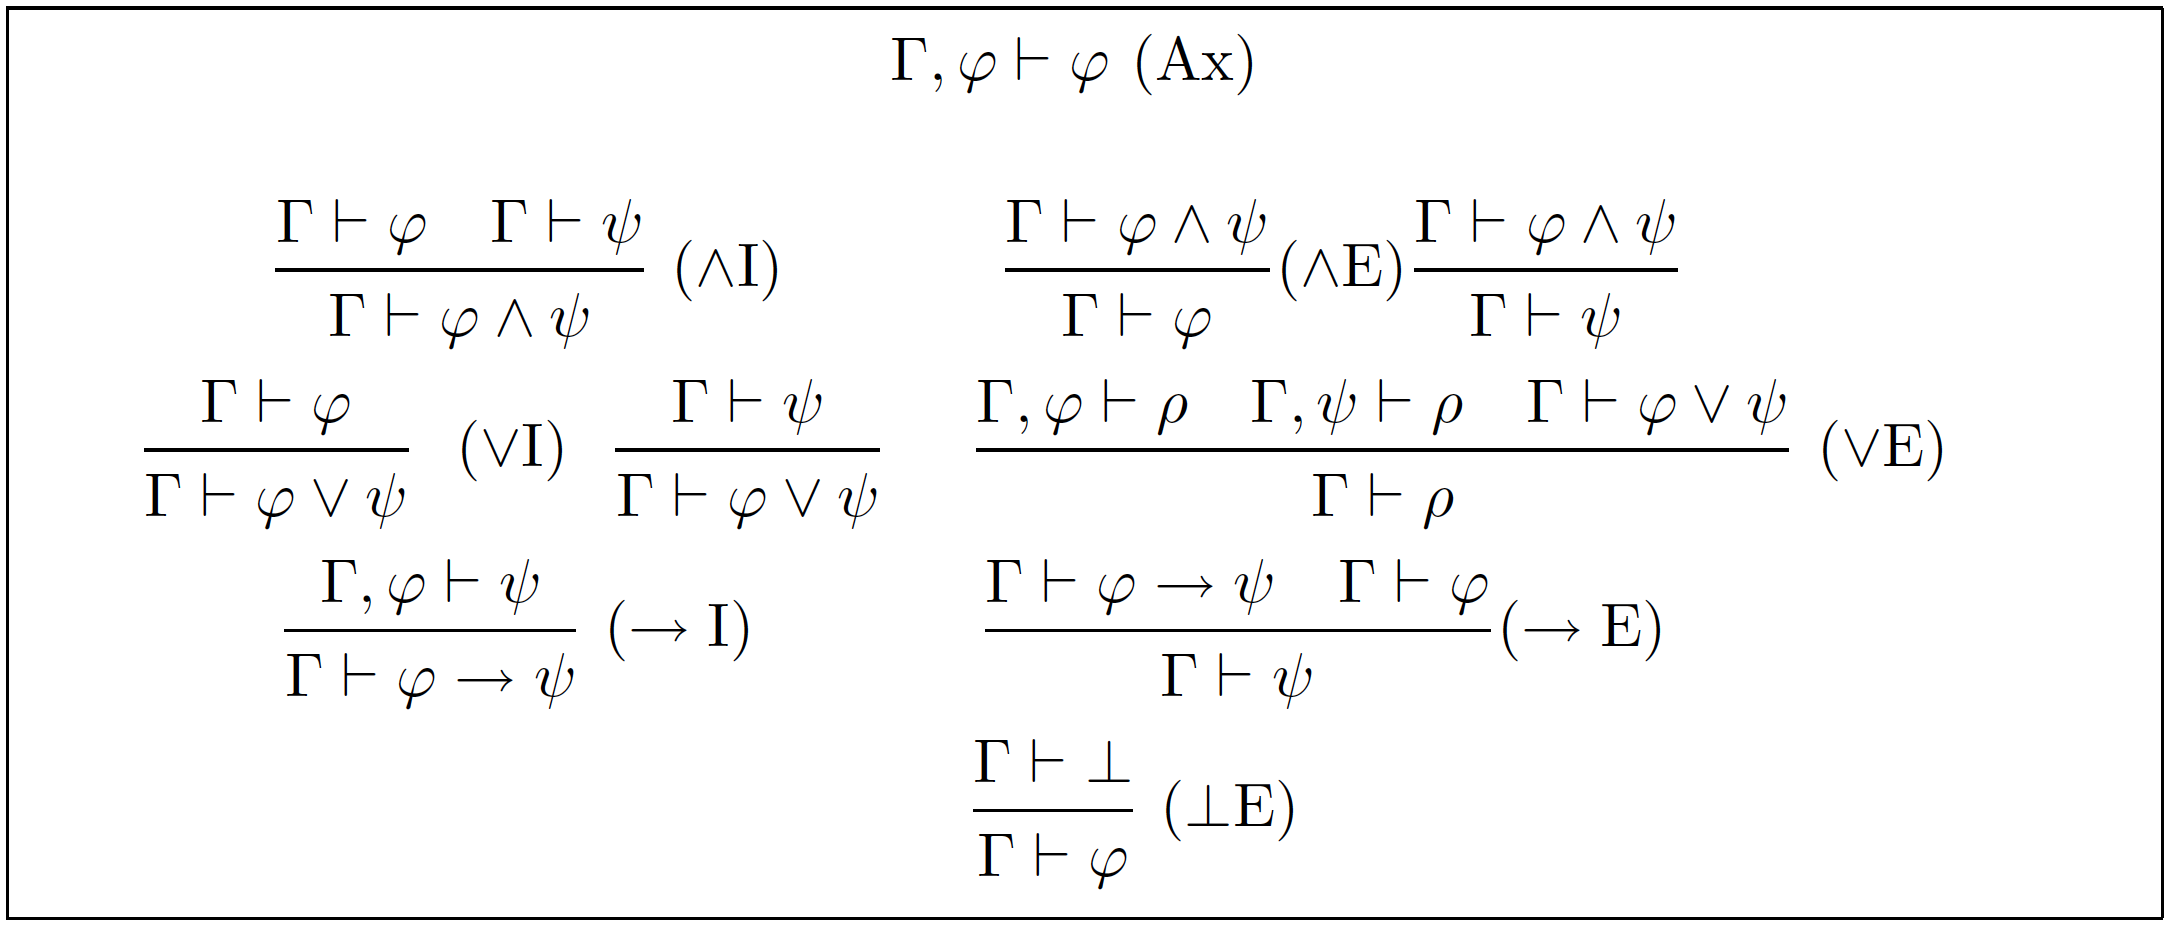 Γ, φ ⊢ φ (Ax)
Γ ⊢ φ Γ ⊢ ψ
Γ ⊢ φ ∧ ψ
(∧I)
Γ ⊢ φ ∧ ψ
Γ ⊢ φ
(∧E)
Γ ⊢ φ ∧ ψ
Γ ⊢ ψ
Γ ⊢ φ
Γ ⊢ φ ∨ ψ
(∨I)
Γ ⊢ ψ
Γ ⊢ φ ∨ ψ
Γ, φ ⊢ ρ Γ, ψ ⊢ ρ Γ ⊢ φ ∨ ψ
Γ ⊢ ρ
(∨E)
Γ, φ ⊢ ψ
Γ ⊢ φ → ψ
(→ I)
Γ ⊢ φ → ψ Γ ⊢ φ
Γ ⊢ ψ
(→ E)
Γ ⊢ ⊥
Γ ⊢ φ
(⊥E)